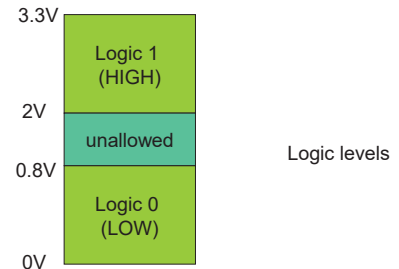 3.3V
Logic 1
(HIGH)
2V
unallowed
Logic levels
0.8V
Logic 0
(LOW)
0V